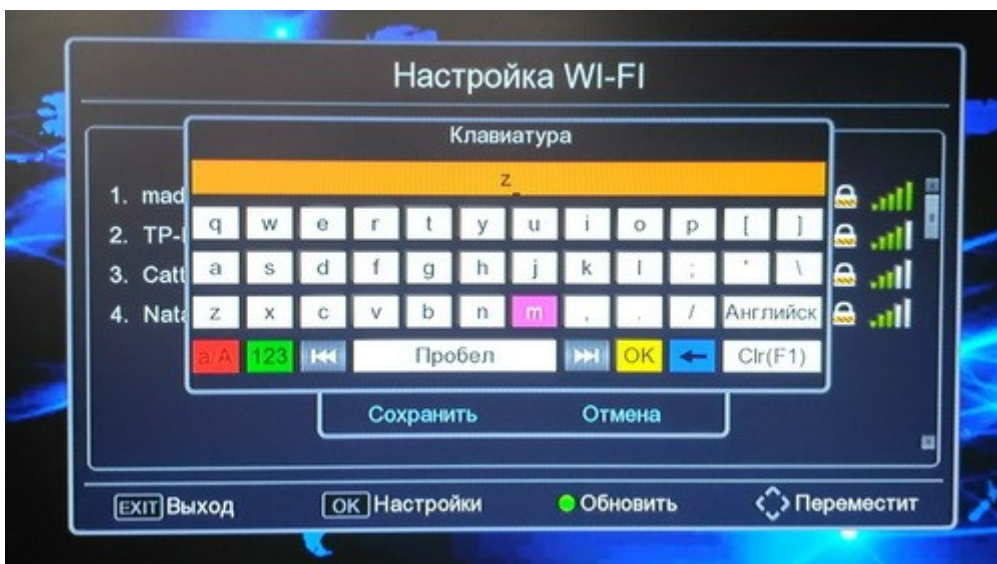 Настройка WI-FI
Клавиатура
z_
1. mad
q w e r t y u i o p [ ]
2. TP-
a s d f g h j k l ; ' \
3. Catt
z x c v b n m , . / Английск
4. Nata
a/A 123 Пробел OK Clr(F1)
Сохранить Отмена
EXIT Выход OK Настройки Обновить Переместит